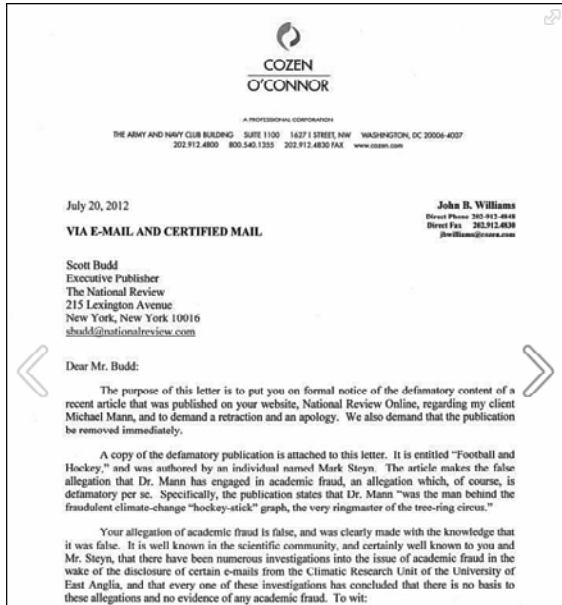 COZEN
O'CONNOR
A PROFESSIONAL CORPORATION
THE ARMY AND NAVY CLUB BUILDING SUITE 1100 1627 I STREET, NW WASHINGTON, DC 20006-4007
202.912.4800 800.540.1355 202.912.4830 FAX www.cozen.com
July 20, 2012
John B. Williams
Direct Phone 202-912-4848
Direct Fax 202.912.4830
jbwilliams@cozen.com
VIA E-MAIL AND CERTIFIED MAIL
Scott Budd
Executive Publisher
The National Review
215 Lexington Avenue
New York, New York 10016
sbudd@nationalreview.com
Dear Mr. Budd:
The purpose of this letter is to put you on formal notice of the defamatory content of a
recent article that was published on your website, National Review Online, regarding my client
Michael Mann, and to demand a retraction and an apology. We also demand that the publication
be removed immediately.
A copy of the defamatory publication is attached to this letter. It is entitled "Football and
Hockey," and was authored by an individual named Mark Steyn. The article makes the false
allegation that Dr. Mann has engaged in academic fraud, an allegation which, of course, is
defamatory per se. Specifically, the publication states that Dr. Mann "was the man behind the
fraudulent climate-change "hockey-stick" graph, the very ringmaster of the tree-ring circus."
Your allegation of academic fraud is false, and was clearly made with the knowledge that
it was false. It is well known in the scientific community, and certainly well known to you and
Mr. Steyn, that there have been numerous investigations into the issue of academic fraud in the
wake of the disclosure of certain e-mails from the Climatic Research Unit of the University of
East Anglia, and that every one of these investigations has concluded that there is no basis to
these allegations and no evidence of any academic fraud. To wit: